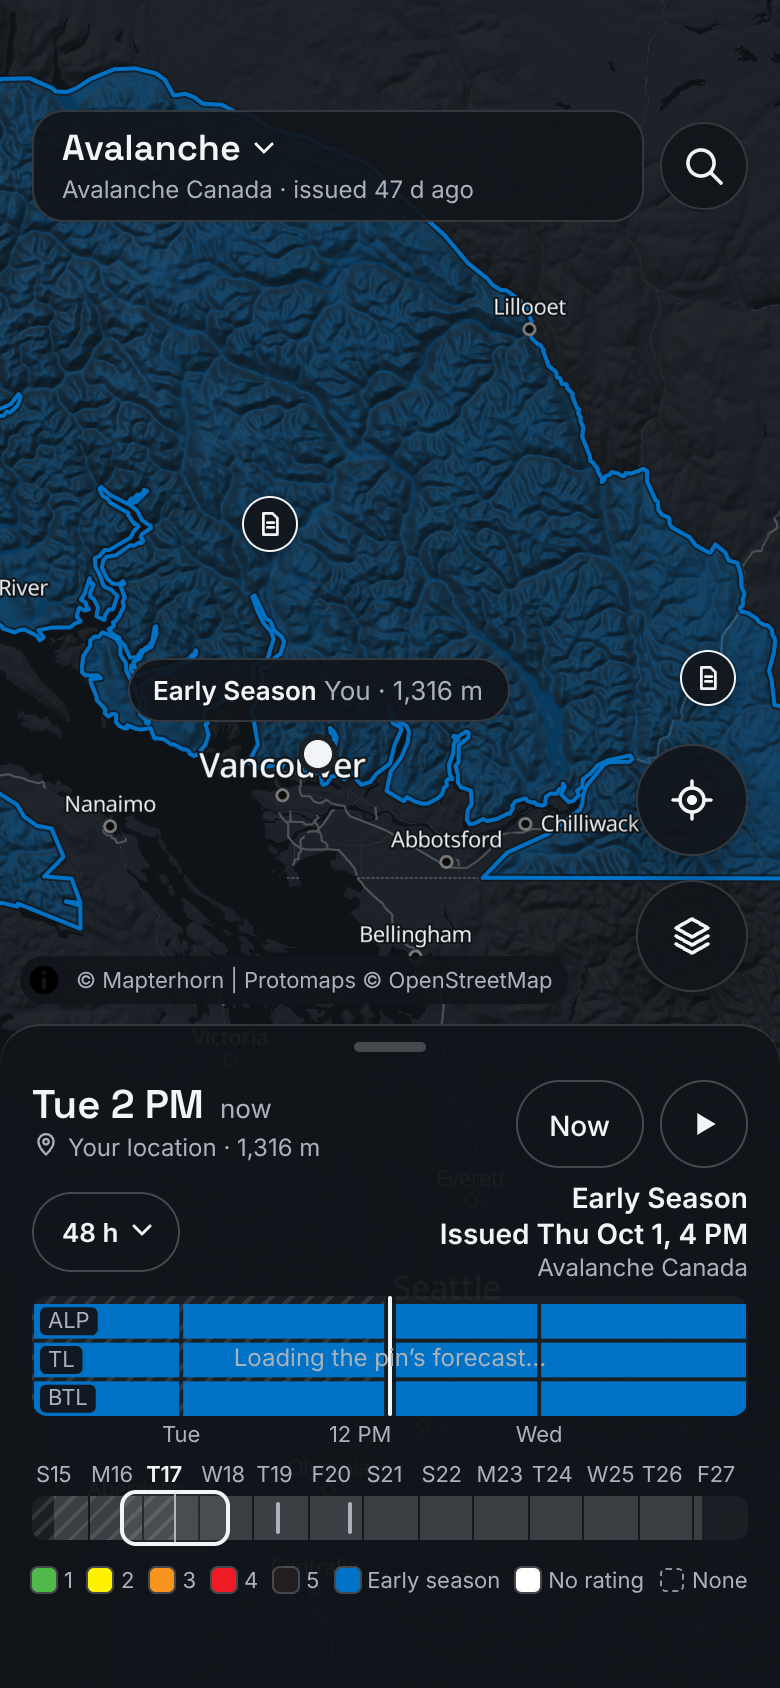 Avalanche
Avalanche Canada · issued 47 d ago
Lillooet
River
Early Season You · 1,316 m
Vancouver
Nanaimo
Abbotsford
Chilliwack
Bellingham
© Mapterhorn | Protomaps © OpenStreetMap
Victoria
Tue 2 PM now
Now
Your location · 1,316 m
Everett
48 h
Early Season
Issued Thu Oct 1, 4 PM
Avalanche Canada
Seattle
ALP
TL
Loading the pin's forecast...
BTL
Tue 12 PM Wed
S15 M16 T17 W18 T19 F20 S21 S22 M23 T24 W25 T26 F27
1 2 3 4 5 Early season No rating None